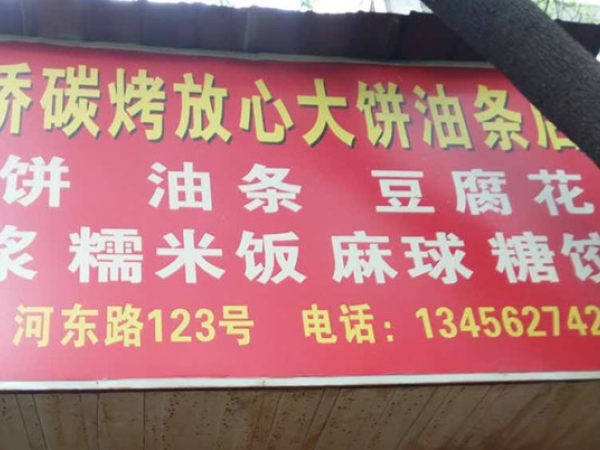 桥碳烤放心大饼油条店
饼 油条 豆腐花
浆 糯米饭 麻球 糖饺
河东路123号 电话：134562742